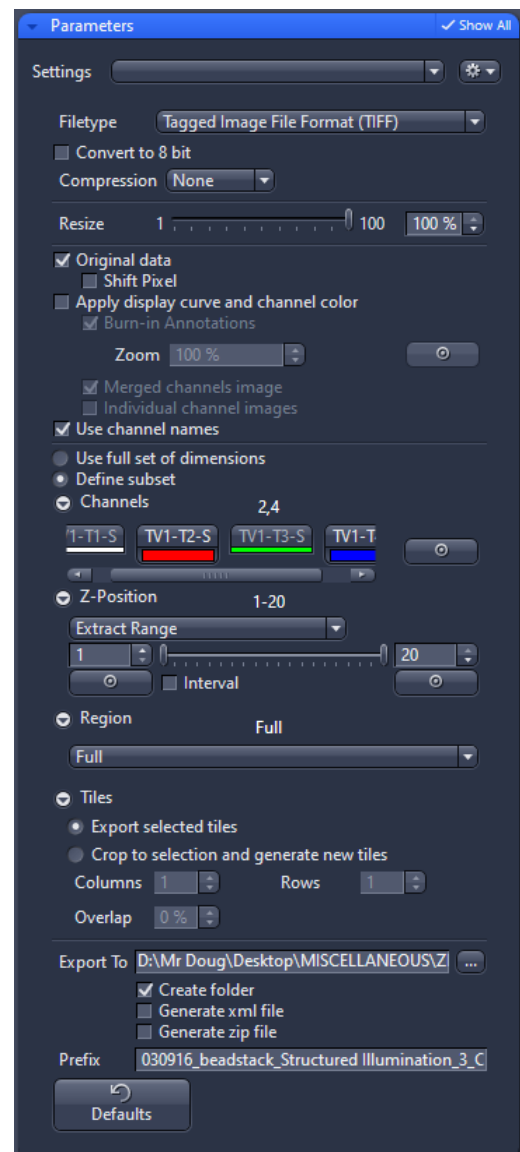 Parameters Show All
Settings
Filetype Tagged Image File Format (TIFF)
Convert to 8 bit
Compression None
Resize 1 100 100 %
Original data
Shift Pixel
Apply display curve and channel color
Burn-in Annotations
Zoom 100 %
Merged channels image
Individual channel images
Use channel names
Use full set of dimensions
Define subset
Channels 2,4
1-T1-S TV1-T2-S TV1-T3-S TV1-T
Z-Position 1-20
Extract Range
1 20
Interval
Region Full
Full
Tiles
Export selected tiles
Crop to selection and generate new tiles
Columns 1 Rows 1
Overlap 0 %
Export To D:\Mr Doug\Desktop\MISCELLANEOUS\Z ...
Create folder
Generate xml file
Generate zip file
Prefix 030916_beadstack_Structured Illumination_3_C
Defaults